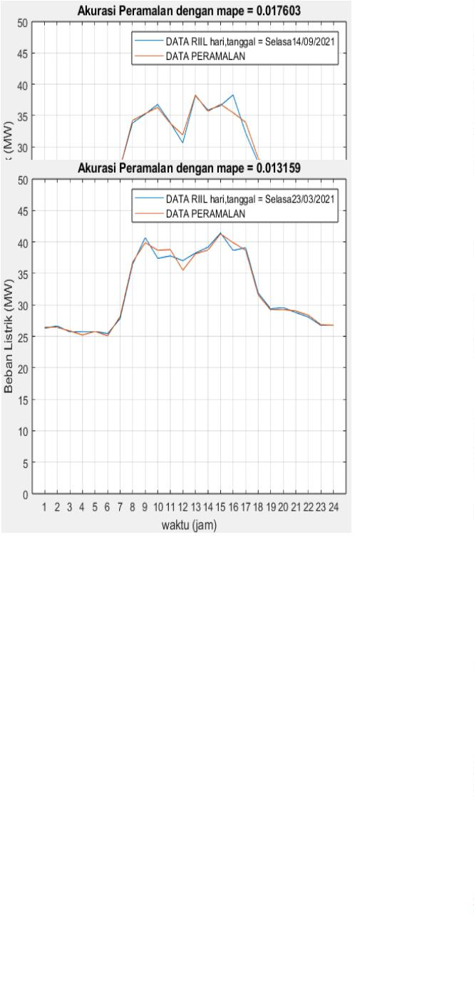 Akurasi Peramalan dengan mape = 0.017603
50
DATA RIIL hari,tanggal = Selasa14/09/2021
45
DATA PERAMALAN
40
35
30
(MW)
Akurasi Peramalan dengan mape = 0.013159
50
DATA RIIL hari,tanggal = Selasa23/03/2021
45
DATA PERAMALAN
40
35
30
25
20
15
10
5
0
Beban Listrik (MW)
1 2 3 4 5 6 7 8 9 10 11 12 13 14 15 16 17 18 19 20 21 22 23 24
waktu (jam)